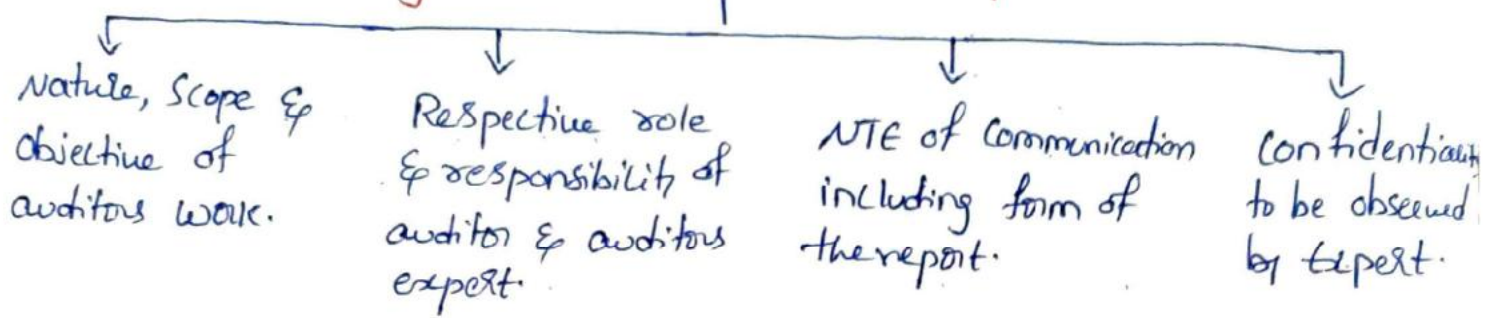 Nature, Scope &
objective of
auditors work.
Respective role
& responsibility of
auditor & auditors
expert.
NTE of Communication
including form of
the report.
Confidentiality
to be observed
by Expert.